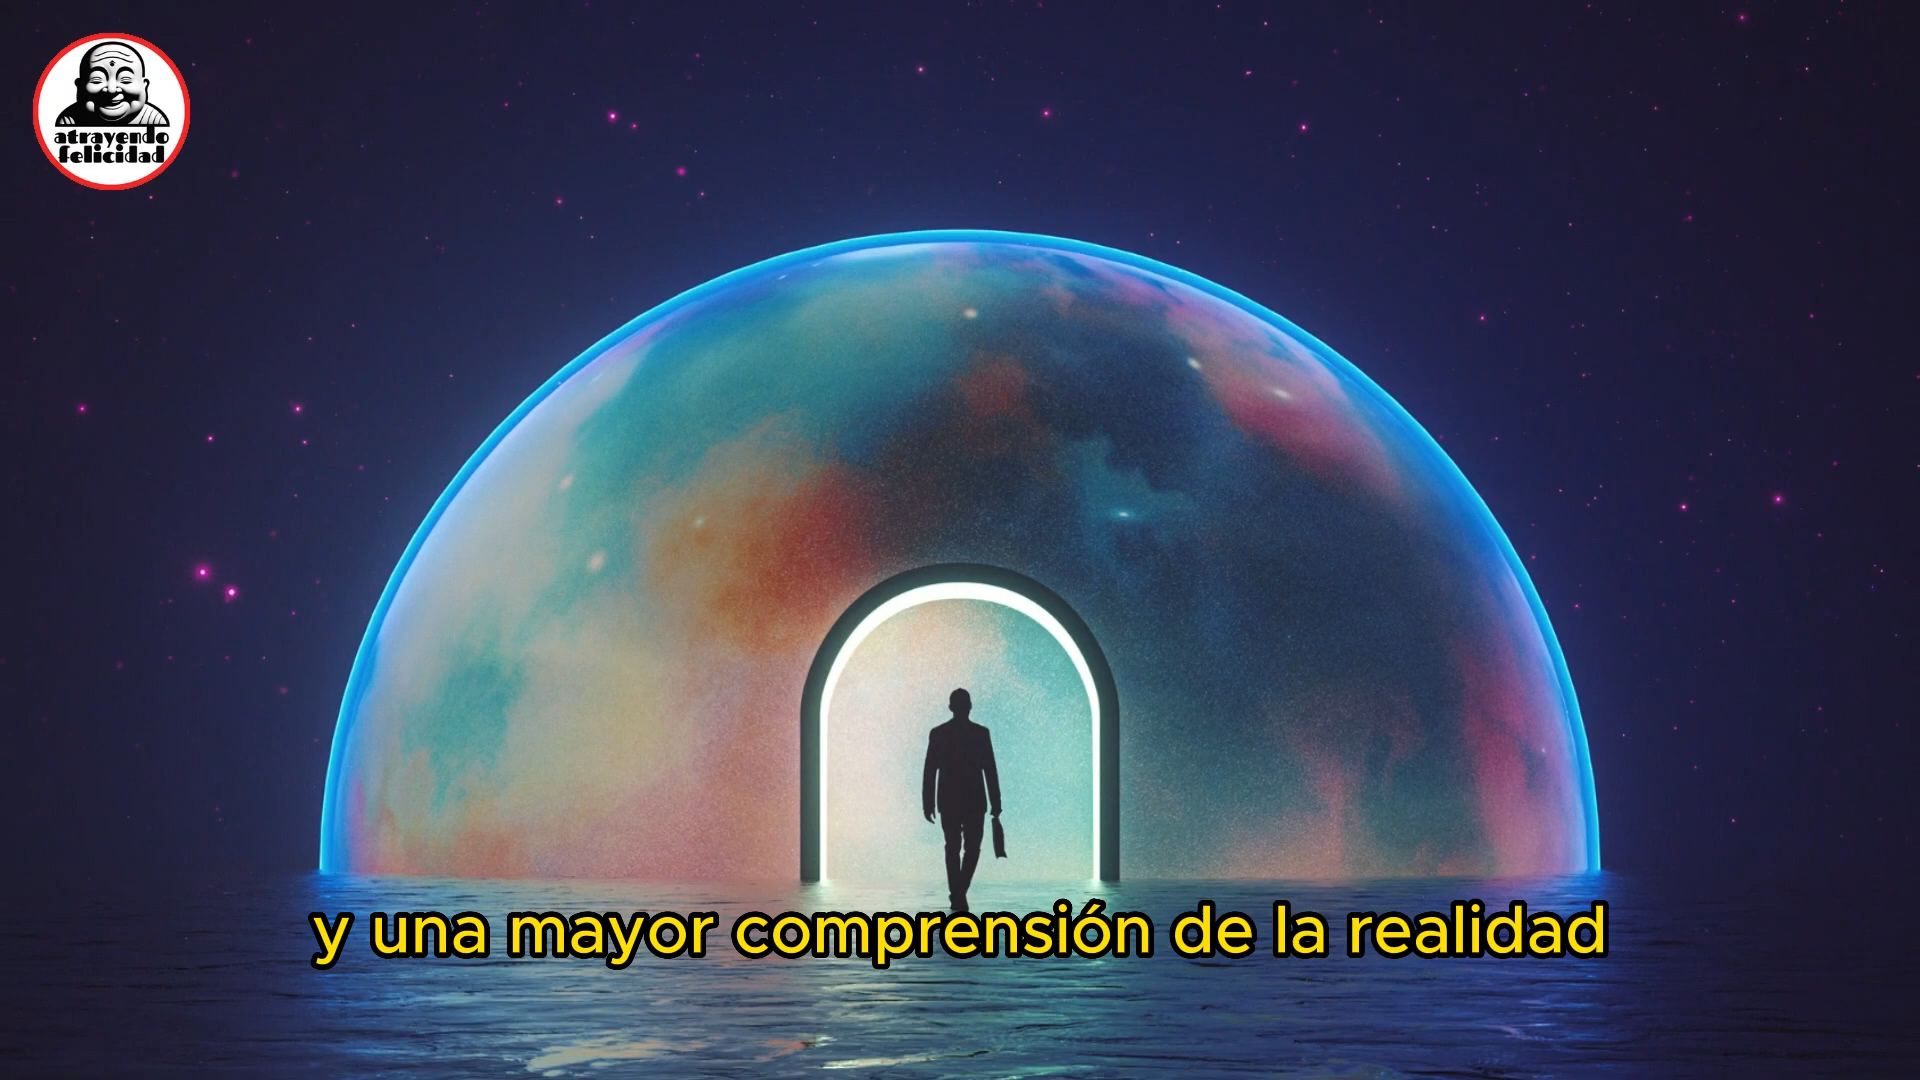 atrayendo
felicidad
y una mayor comprensión de la realidad